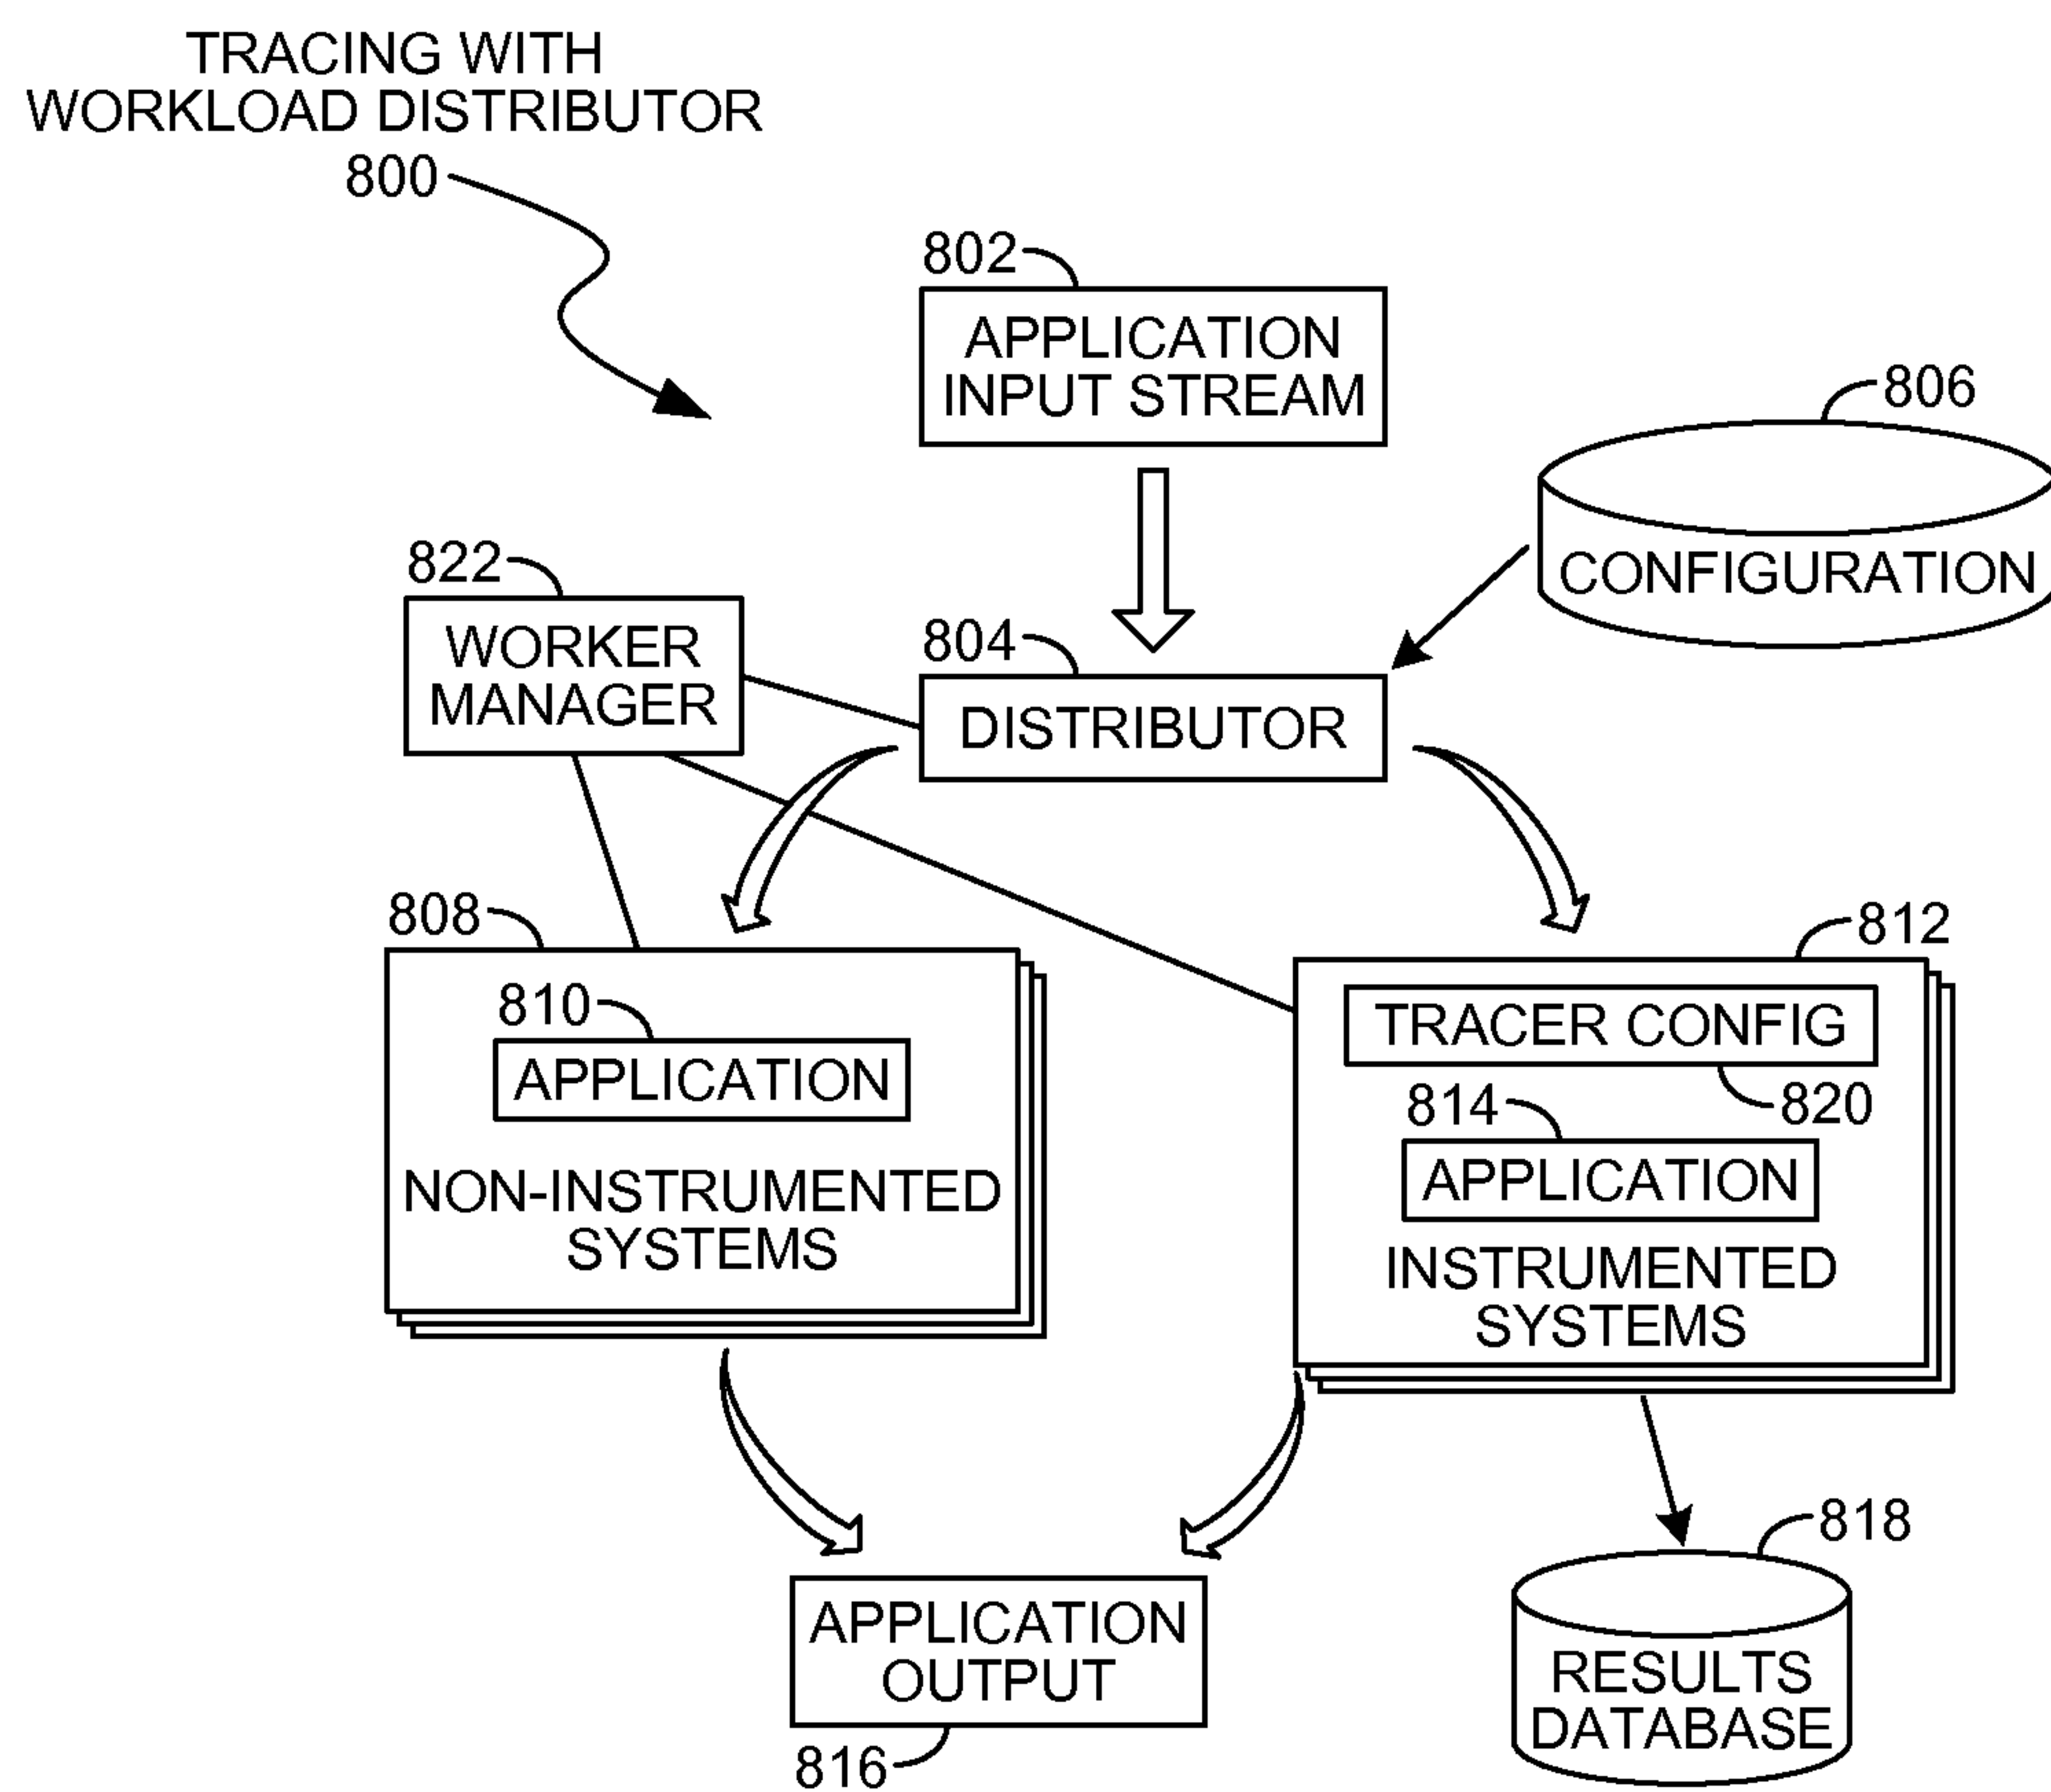 TRACING WITH
WORKLOAD DISTRIBUTOR
800
802
APPLICATION
INPUT STREAM
806
CONFIGURATION
822
WORKER
MANAGER
804
DISTRIBUTOR
808
810
APPLICATION
NON-INSTRUMENTED
SYSTEMS
812
TRACER CONFIG
820
814
APPLICATION
INSTRUMENTED
SYSTEMS
APPLICATION
OUTPUT
816
818
RESULTS
DATABASE